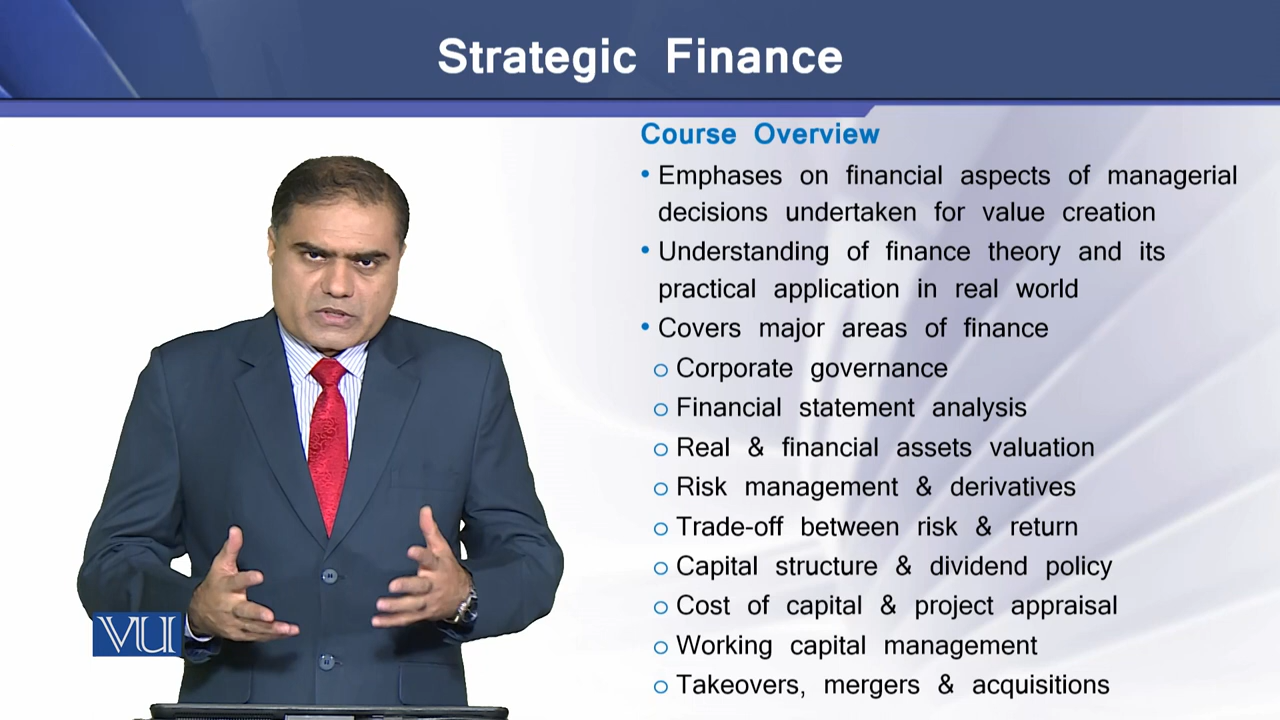 Strategic Finance
Course Overview
• Emphases on financial aspects of managerial
decisions undertaken for value creation
• Understanding of finance theory and its
practical application in real world
• Covers major areas of finance
o Corporate governance
o Financial statement analysis
o Real & financial assets valuation
o Risk management & derivatives
o Trade-off between risk & return
o Capital structure & dividend policy
o Cost of capital & project appraisal
o Working capital management
o Takeovers, mergers & acquisitions
VU